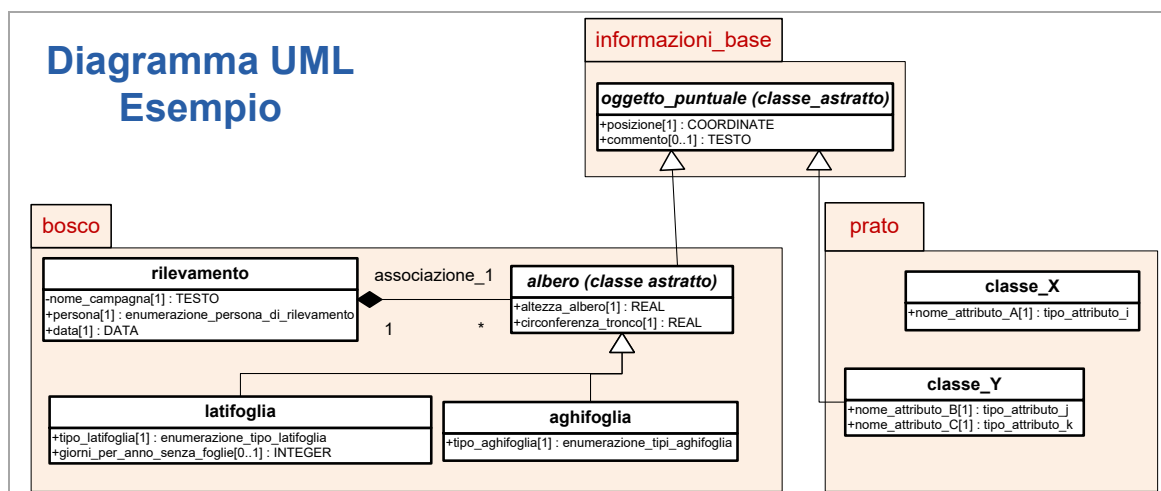 Diagramma UML
Esempio
informazioni_base
oggetto_puntuale (classe_astratto)
+posizione[1] : COORDINATE
+commento[0..1] : TESTO
bosco
rilevamento
-nome_campagna[1] : TESTO
+persona[1] : enumerazione_persona_di_rilevamento
+data[1] : DATA
associazione_1
1
*
albero (classe astratto)
+altezza_albero[1] : REAL
+circonferenza_tronco[1] : REAL
latifoglia
+tipo_latifoglia[1] : enumerazione_tipo_latifoglia
+giorni_per_anno_senza_foglie[0..1] : INTEGER
aghifoglia
+tipo_aghifoglia[1] : enumerazione_tipi_aghifoglia
prato
classe_X
+nome_attributo_A[1] : tipo_attributo_i
classe_Y
+nome_attributo_B[1] : tipo_attributo_j
+nome_attributo_C[1] : tipo_attributo_k